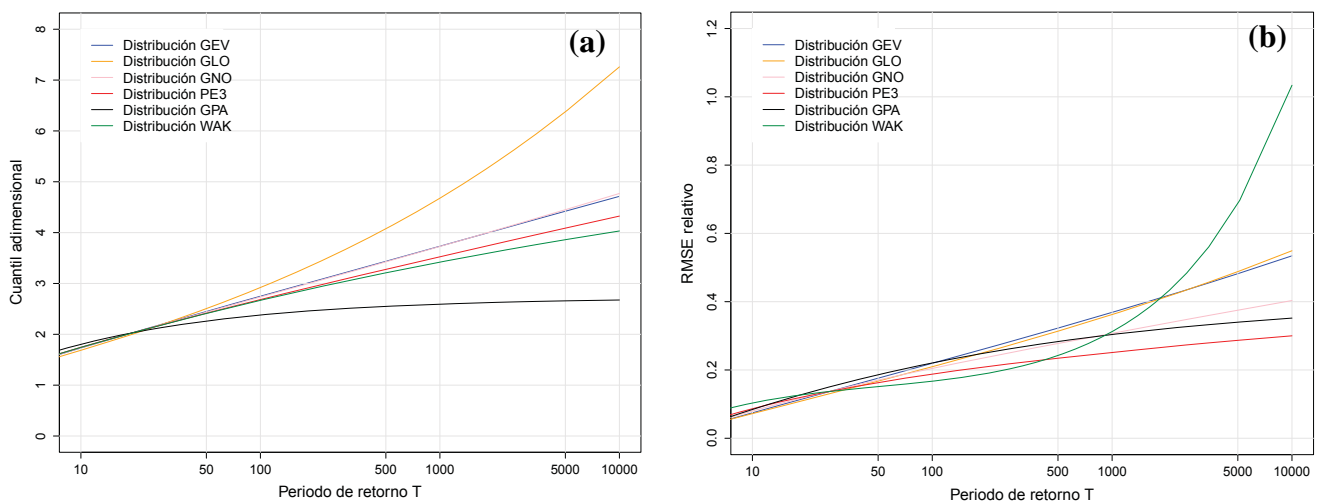 (a)
8
7
6
5
4
3
2
1
0
Cuantil adimensional
Distribución GEV
Distribución GLO
Distribución GNO
Distribución PE3
Distribución GPA
Distribución WAK
10 50 100 500 1000 5000 10000
Periodo de retorno T
(b)
1.2
1.0
0.8
0.6
0.4
0.2
0.0
RMSE relativo
Distribución GEV
Distribución GLO
Distribución GNO
Distribución PE3
Distribución GPA
Distribución WAK
10 50 100 500 1000 5000 10000
Periodo de retorno T